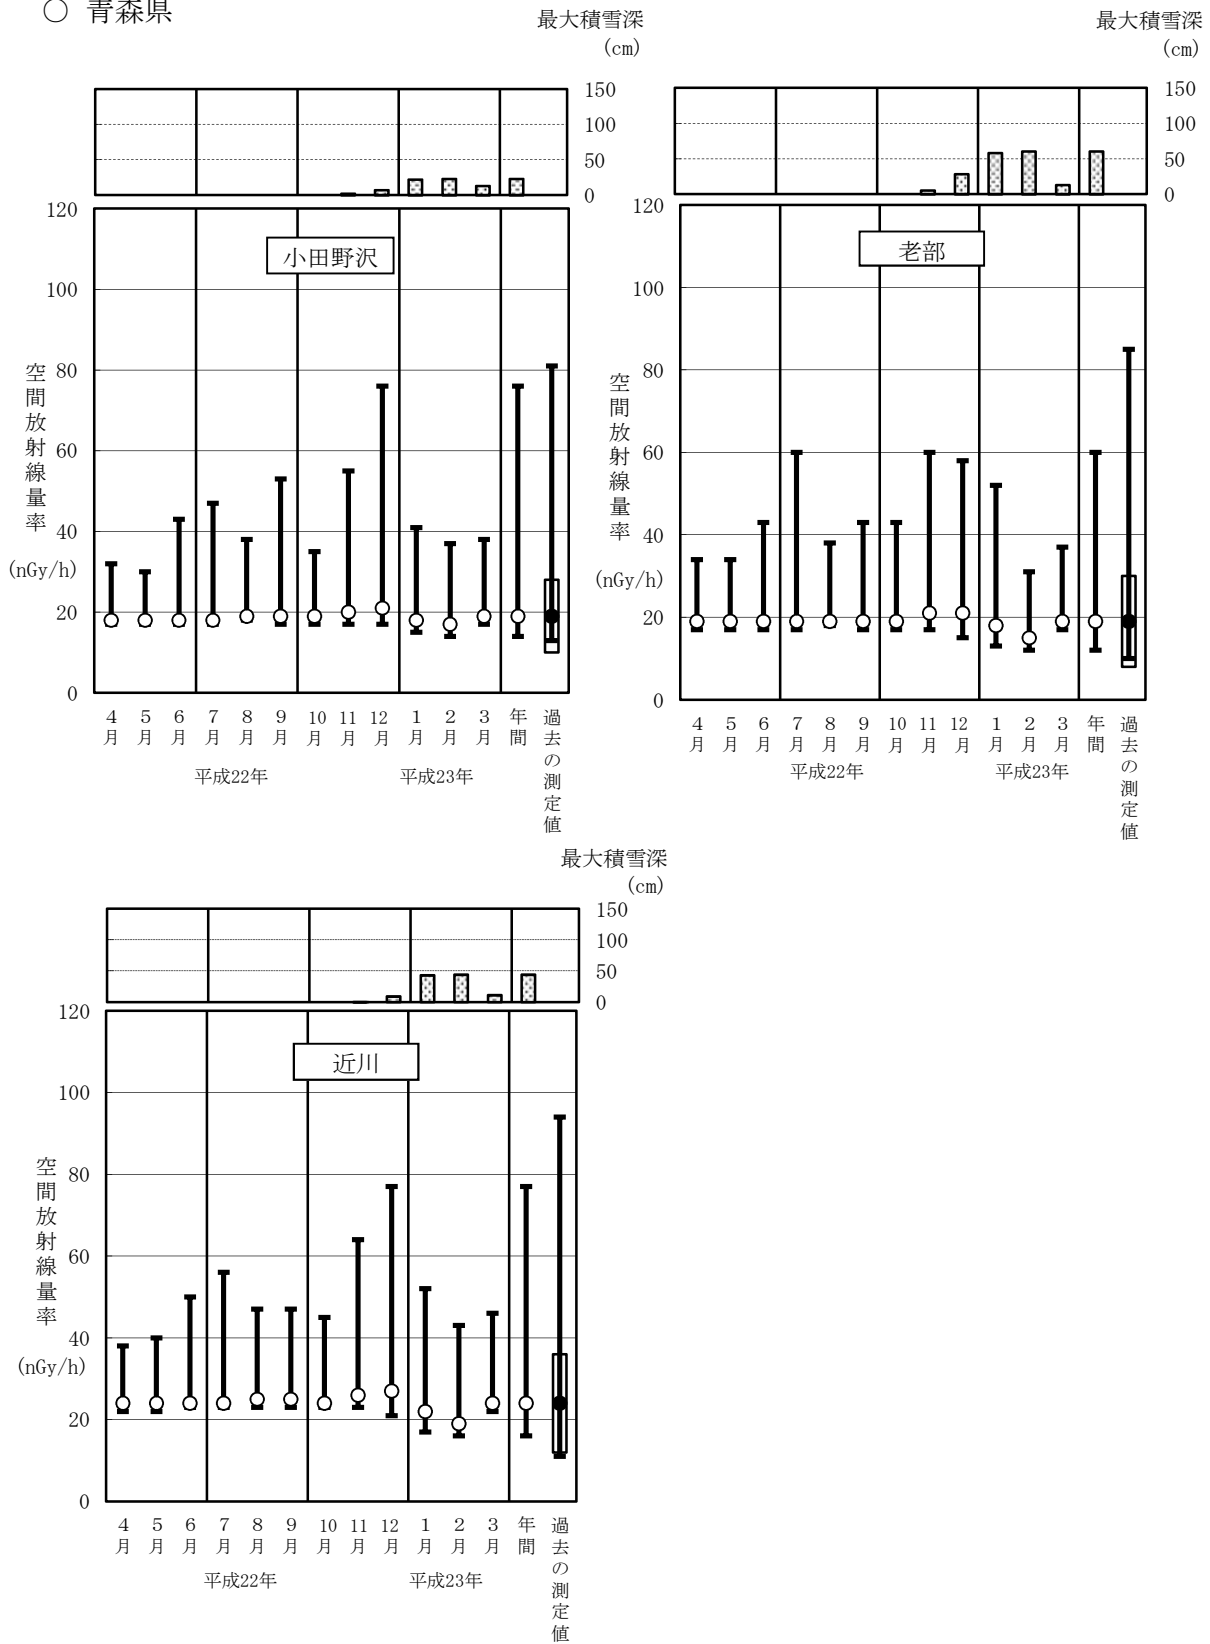 ○ 青森県
最大積雪深
(cm)
150
100
50
0
120
100
80
60
40
20
0
小田野沢
空間放射線量率
(nGy/h)
4月 5月 6月 7月 8月 9月 10月 11月 12月 1月 2月 3月 年間 過去の測定値
平成22年 平成23年
最大積雪深
(cm)
150
100
50
0
120
100
80
60
40
20
0
老部
空間放射線量率
(nGy/h)
4月 5月 6月 7月 8月 9月 10月 11月 12月 1月 2月 3月 年間 過去の測定値
平成22年 平成23年
最大積雪深
(cm)
150
100
50
0
120
100
80
60
40
20
0
近川
空間放射線量率
(nGy/h)
4月 5月 6月 7月 8月 9月 10月 11月 12月 1月 2月 3月 年間 過去の測定値
平成22年 平成23年